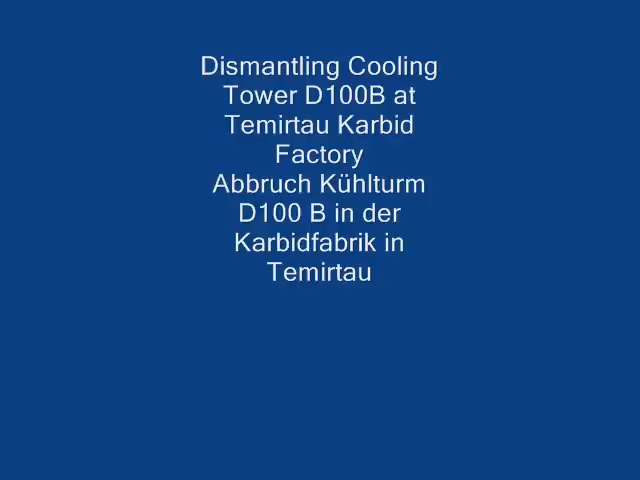 Dismantling Cooling
Tower D100B at
Temirtau Karbid
Factory
Abbruch Kühlturm
D100 B in der
Karbidfabrik in
Temirtau